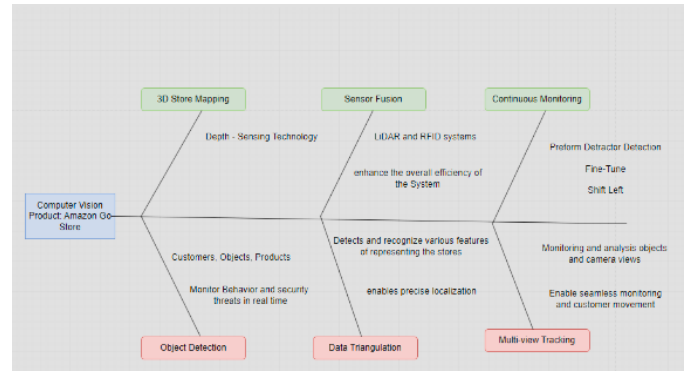 3D Store Mapping
Sensor Fusion
Continuous Monitoring
Depth - Sensing Technology
LiDAR and RFID systems
enhance the overall efficiency of
the System
Preform Detractor Detection
Fine-Tune
Shift Left
Computer Vision
Product: Amazon Go
Store
Customers, Objects, Products
Monitor Behavior and security
threats in real time
Detects and recognize various features
of representing the stores
enables precise localization
Monitoring and analysis objects
and camera views
Enable seamless monitoring
and customer movement
Object Detection
Data Triangulation
Multi-view Tracking